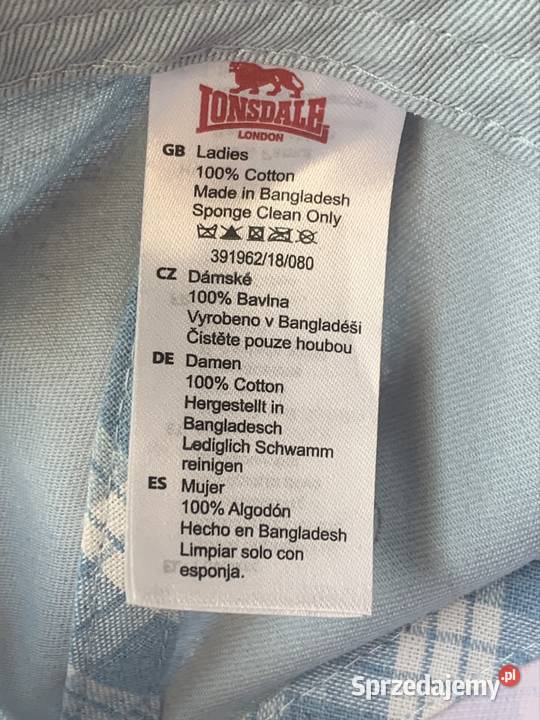 LONSDALE
LONDON
GB Ladies
100% Cotton
Made in Bangladesh
Sponge Clean Only
391962/18/080
CZ Dámské
100% Bavlna
Vyrobeno v Bangladéši
Čistěte pouze houbou
DE Damen
100% Cotton
Hergestellt in
Bangladesch
Lediglich Schwamm
reinigen
ES Mujer
100% Algodón
Hecho en Bangladesh
Limpiar solo con
esponja.
Sprzedajemy.pl